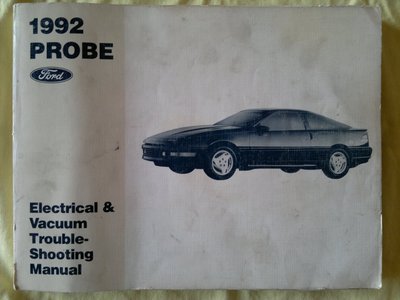 1992
PROBE
Ford
Electrical &
Vacuum
Trouble-
Shooting
Manual